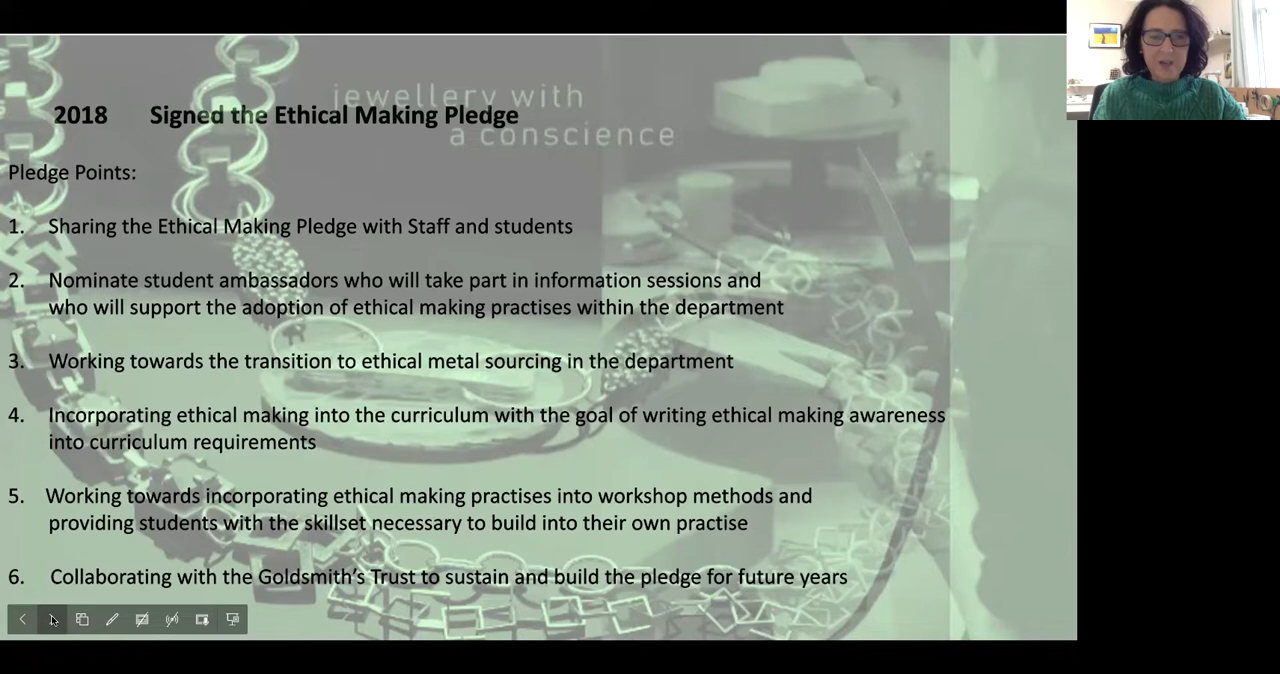 jewellery with
a conscience
2018 Signed the Ethical Making Pledge
Pledge Points:
1. Sharing the Ethical Making Pledge with Staff and students
2. Nominate student ambassadors who will take part in information sessions and
who will support the adoption of ethical making practises within the department
3. Working towards the transition to ethical metal sourcing in the department
4. Incorporating ethical making into the curriculum with the goal of writing ethical making awareness
into curriculum requirements
5. Working towards incorporating ethical making practises into workshop methods and
providing students with the skillset necessary to build into their own practise
6. Collaborating with the Goldsmith's Trust to sustain and build the pledge for future years